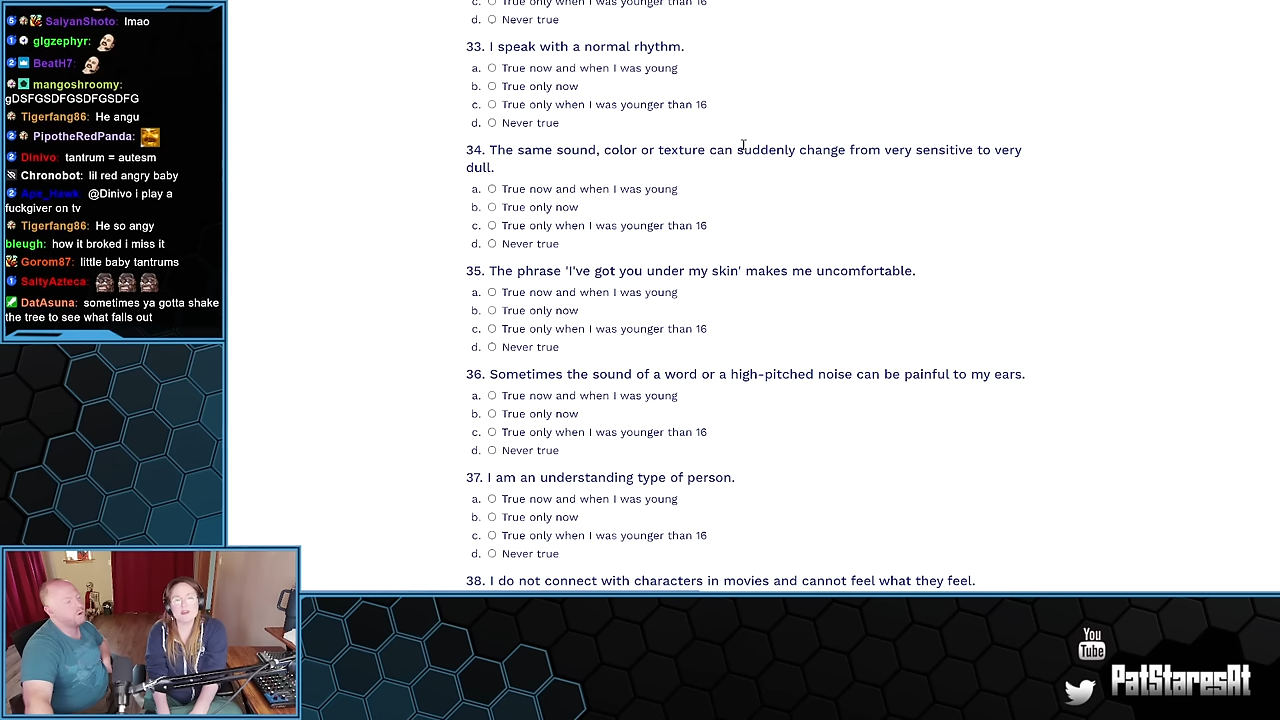 SaiyanShoto: lmao
glgzephyr:
BeatH7:
mangoshroomy:
gDSFGSDFGSDFGSDFG
Tigerfang86: He angu
PipotheRedPanda:
Dinivo: tantrum = autesm
Chronobot: lil red angry baby
Ape_Hawk: @Dinivo i play a
fuckgiver on tv
Tigerfang86: He so angy
bleugh: how it broked i miss it
Gorom87: little baby tantrums
SaltyAzteca:
DatAsuna: sometimes ya gotta shake
the tree to see what falls out
c. True only when I was younger than 16
d. Never true
33. I speak with a normal rhythm.
a. True now and when I was young
b. True only now
c. True only when I was younger than 16
d. Never true
34. The same sound, color or texture can suddenly change from very sensitive to very
dull.
a. True now and when I was young
b. True only now
c. True only when I was younger than 16
d. Never true
35. The phrase 'I've got you under my skin' makes me uncomfortable.
a. True now and when I was young
b. True only now
c. True only when I was younger than 16
d. Never true
36. Sometimes the sound of a word or a high-pitched noise can be painful to my ears.
a. True now and when I was young
b. True only now
c. True only when I was younger than 16
d. Never true
37. I am an understanding type of person.
a. True now and when I was young
b. True only now
c. True only when I was younger than 16
d. Never true
38. I do not connect with characters in movies and cannot feel what they feel.
You
Tube
PatStaresAt